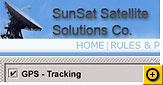 SunSat Satellite
Solutions Co.
HOME|RULES & P
GPS - Tracking